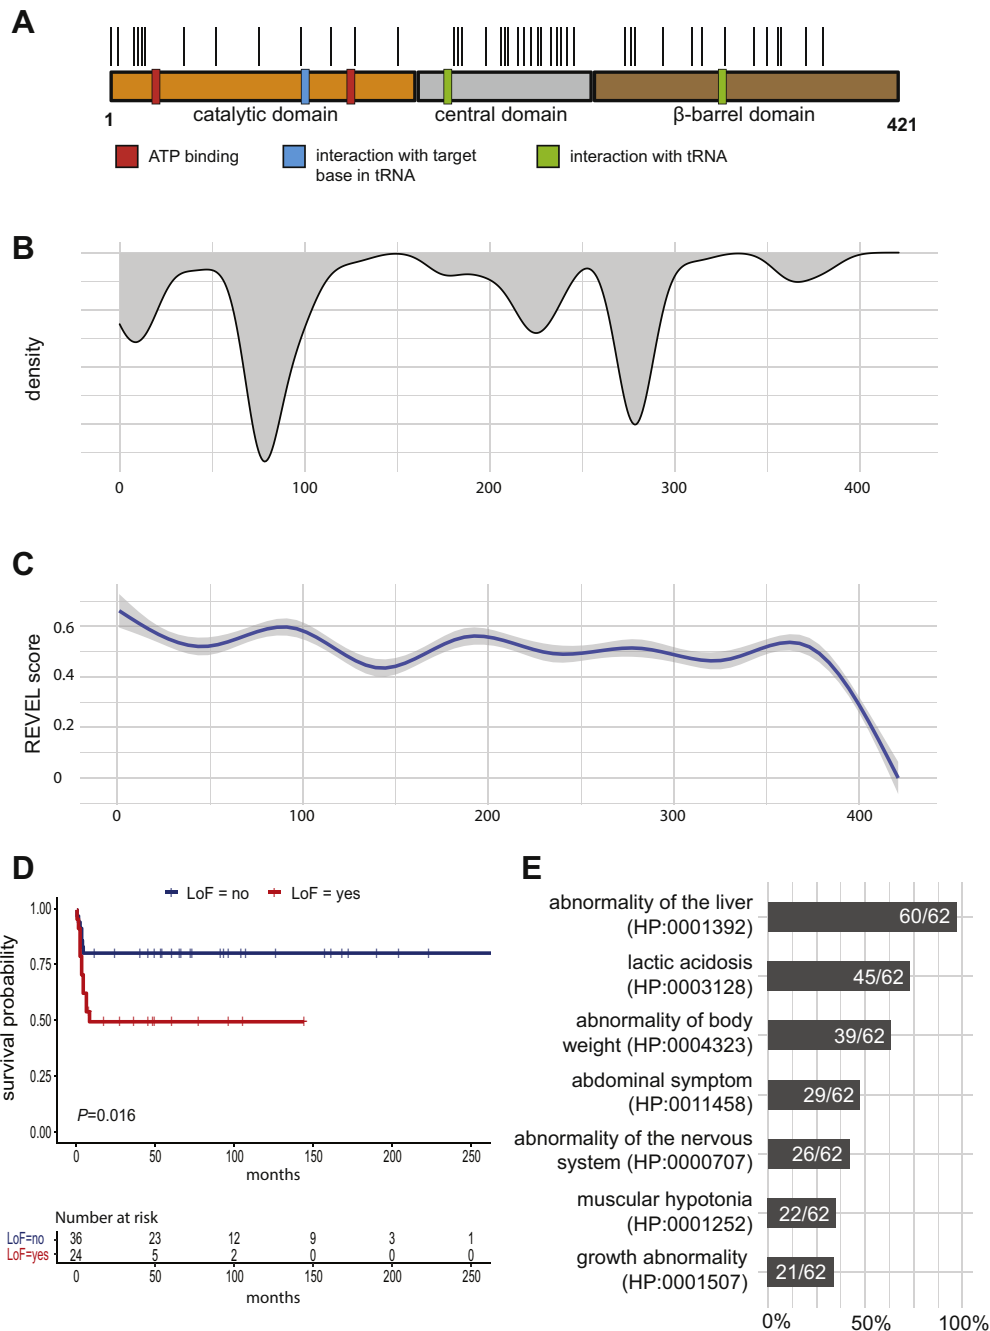 A
1
catalytic domain
central domain
β-barrel domain
421
ATP binding
interaction with target
base in tRNA
interaction with tRNA
B
density
0
100
200
300
400
C
REVEL score
0.6
0.4
0.2
0
0
100
200
300
400
D
LoF = no
LoF = yes
survival probability
1.00
0.75
0.50
0.25
0.00
P=0.016
0
50
100
150
200
250
months
Number at risk
LoF=no 36 23 12 9 3 1
LoF=yes 24 5 2 0 0 0
0
50
100
150
200
250
months
E
abnormality of the liver
(HP:0001392)
60/62
lactic acidosis
(HP:0003128)
45/62
abnormality of body
weight (HP:0004323)
39/62
abdominal symptom
(HP:0011458)
29/62
abnormality of the nervous
system (HP:0000707)
26/62
muscular hypotonia
(HP:0001252)
22/62
growth abnormality
(HP:0001507)
21/62
0%
50%
100%